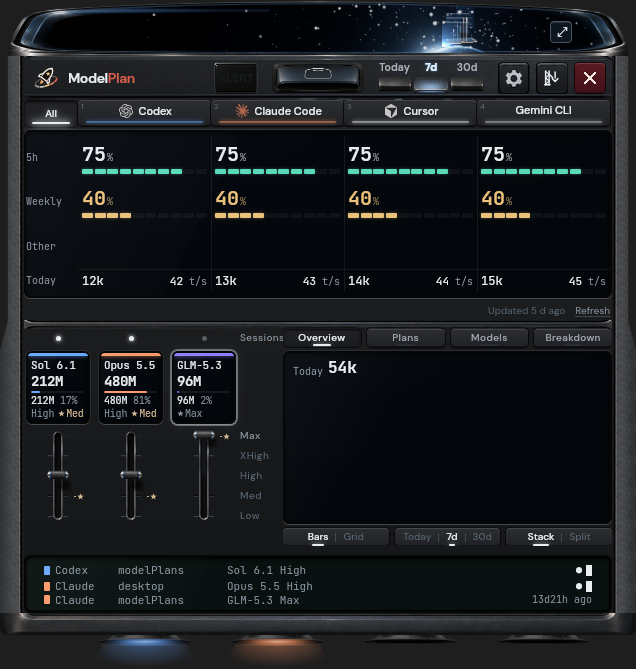 ModelPlan
ALERT
Today 7d 30d
All
1 Codex
2 Claude Code
3 Cursor
4 Gemini CLI
5h 75% 75% 75% 75%
Weekly 40% 40% 40% 40%
Other
Today 12k 42 t/s 13k 43 t/s 14k 44 t/s 15k 45 t/s
Updated 5 d ago Refresh
Sessions Overview Plans Models Breakdown
Sol 6.1 Opus 5.5 GLM-5.3
212M 480M 96M
212M 17% 480M 81% 96M 2%
High ★Med High ★Med ★Max
Today 54k
-★ Max
XHigh
High
-★ -★ Med
Low
Bars | Grid Today | 7d | 30d Stack | Split
Codex modelPlans Sol 6.1 High
Claude desktop Opus 5.5 High
Claude modelPlans GLM-5.3 Max 13d21h ago